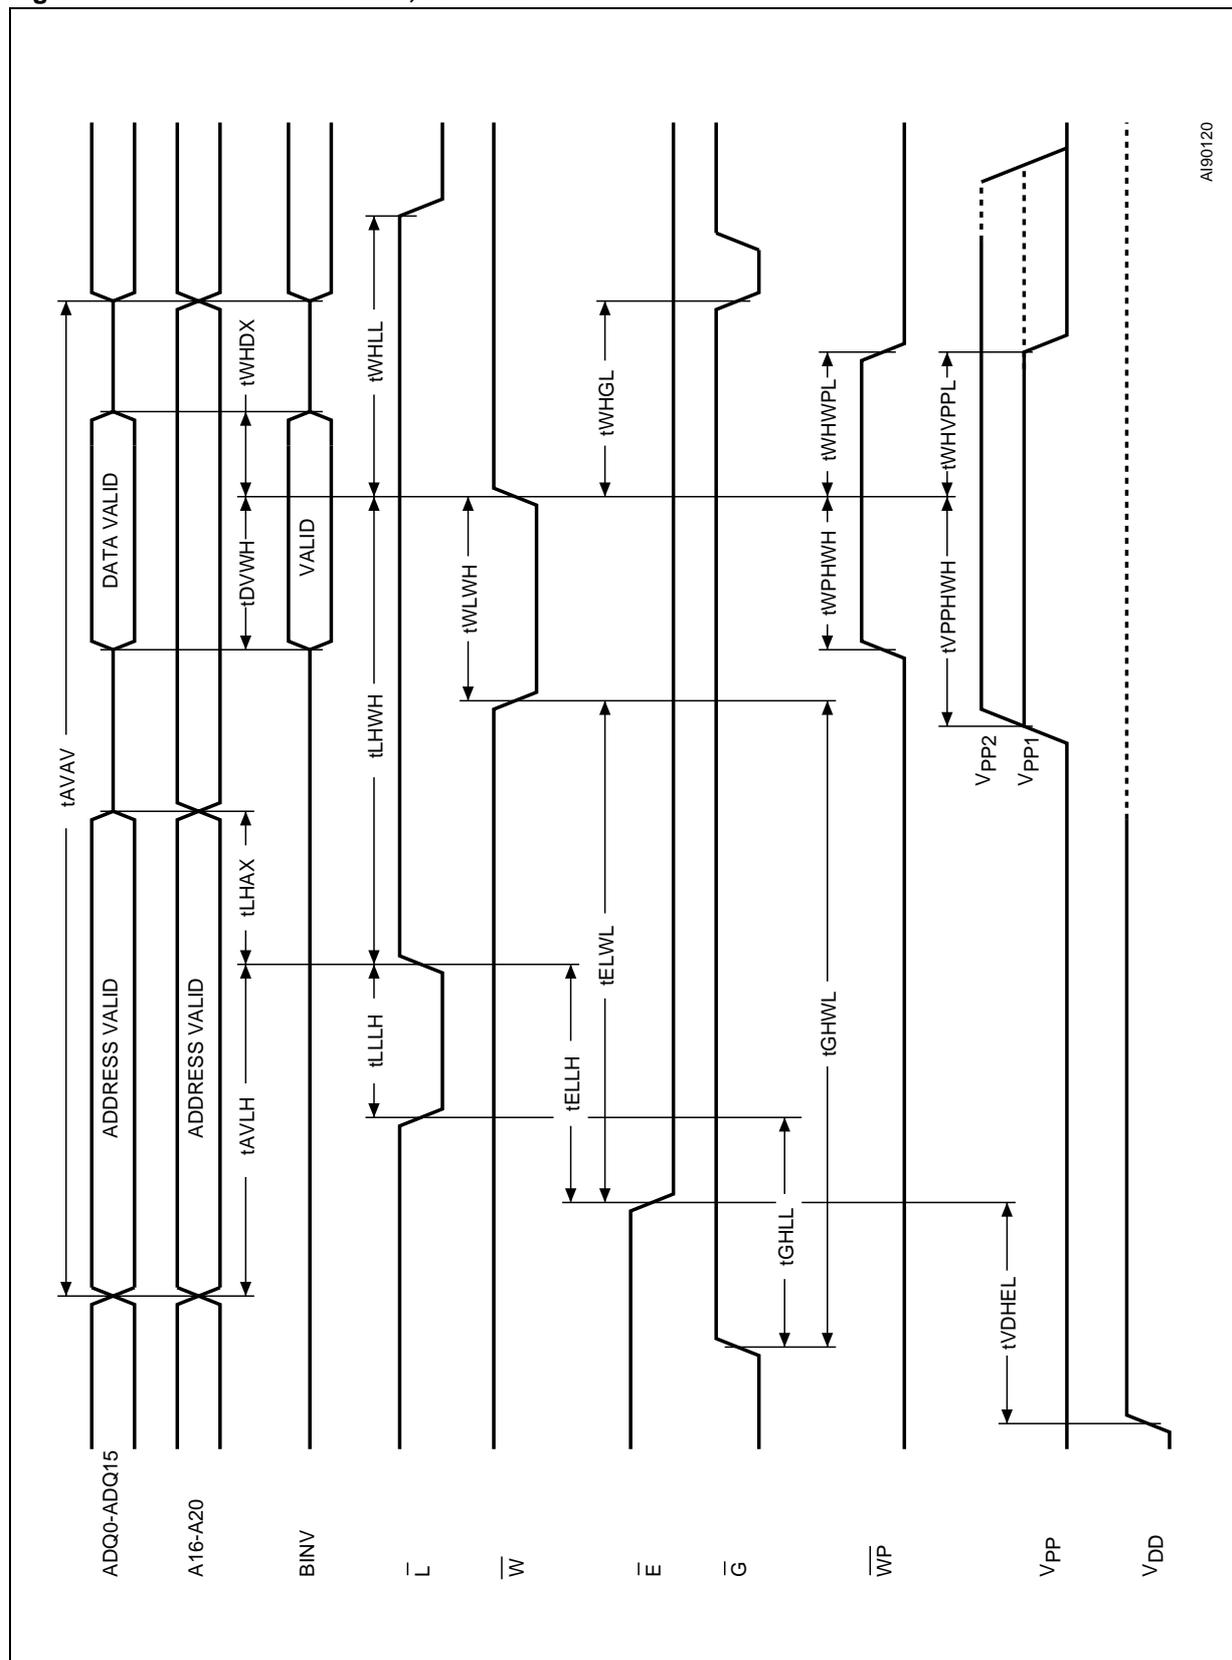 tAVAV
ADQ0-ADQ15
ADDRESS VALID
DATA VALID
A16-A20
ADDRESS VALID
tAVLH
tLHAX
tDVWH
tWHDX
BINV
VALID
L
tLLLH
tLHWH
tWHLL
W
tWLWH
E
tELLH
tELWL
tWHGL
G
tGHLL
tGHWL
WP
tWPHWH
tWHWPL
tVPPHWH
tWHVPPL
VPP
VPP2
VPP1
tVDHEL
VDD
AI90120